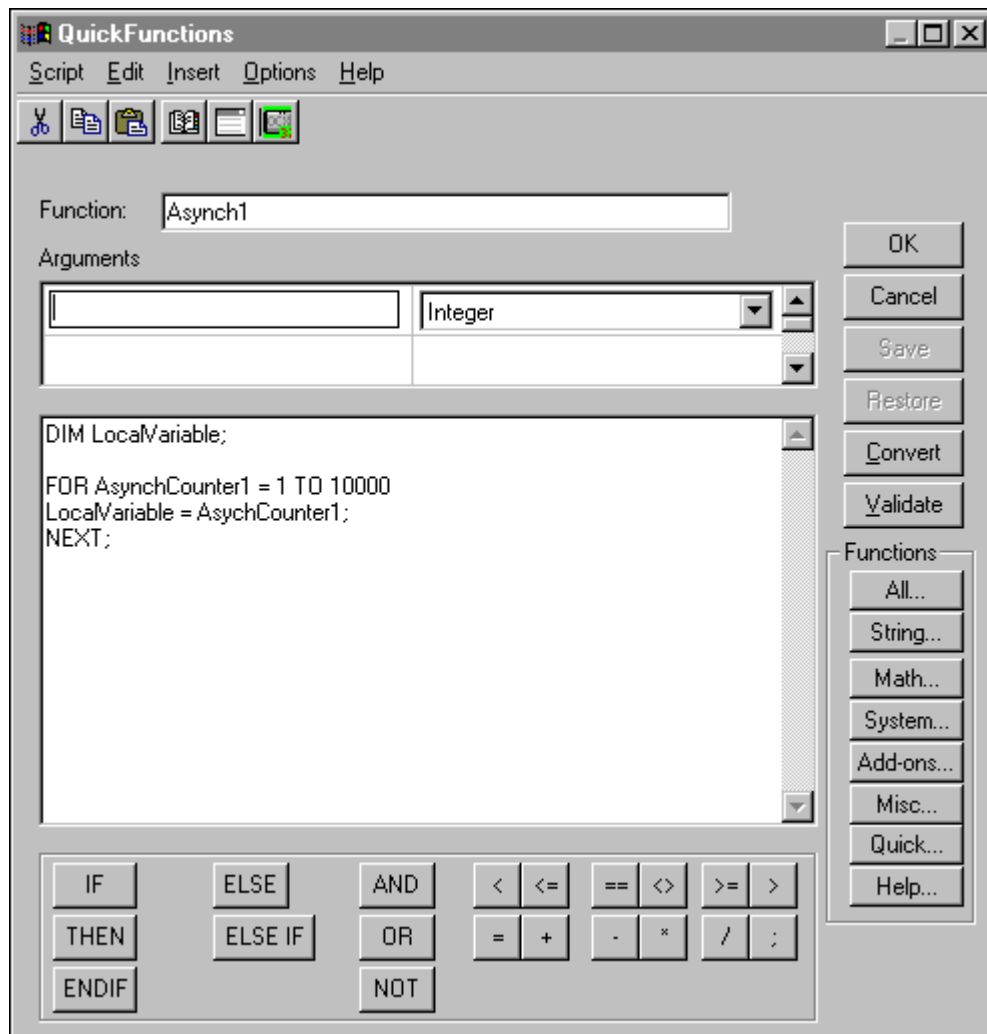 QuickFunctions
Script Edit Insert Options Help
Function: Asynch1
Arguments
Integer
DIM LocalVariable;
FOR AsynchCounter1 = 1 TO 10000
LocalVariable = AsychCounter1;
NEXT;
OK
Cancel
Save
Restore
Convert
Validate
Functions
All...
String...
Math...
System...
Add-ons...
Misc...
Quick...
Help...
IF ELSE AND < <= == <> >= >
THEN ELSE IF OR = + - * / ;
ENDIF NOT